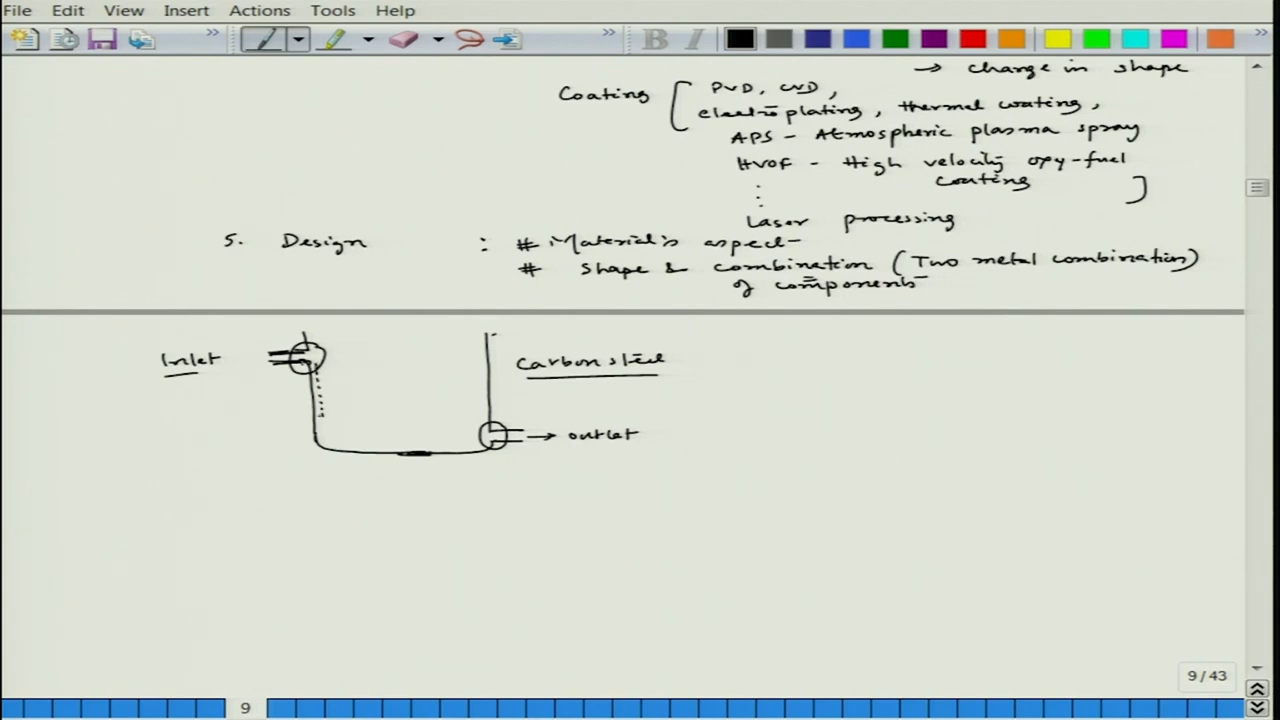 File Edit View Insert Actions Tools Help
→ change in shape
Coating [ PVD, CVD,
electroplating, thermal coating,
APS - Atmospheric plasma spray
HVOF - High velocity oxy-fuel
coating ]
⋮
Laser processing
5. Design : # Material's aspect-
# Shape & combination (Two metal combination)
of components
Inlet
Carbon steel
→ outlet
9/43
9